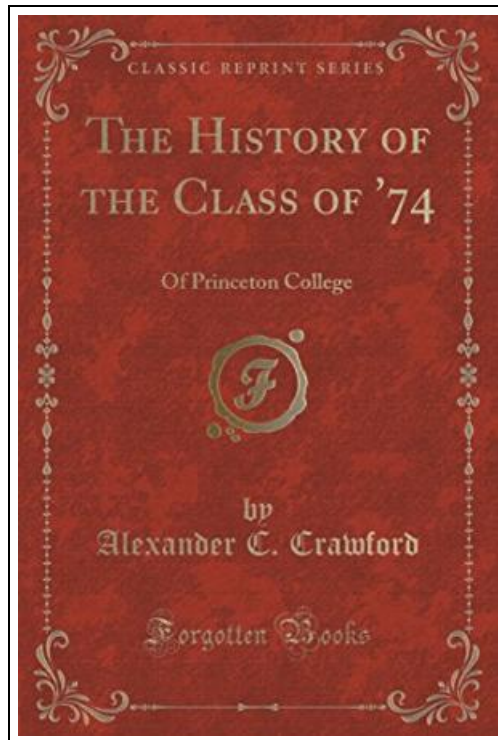 CLASSIC REPRINT SERIES
THE HISTORY OF
THE CLASS OF '74
Of Princeton College
F
by
Alexander C. Crawford
Forgotten Books